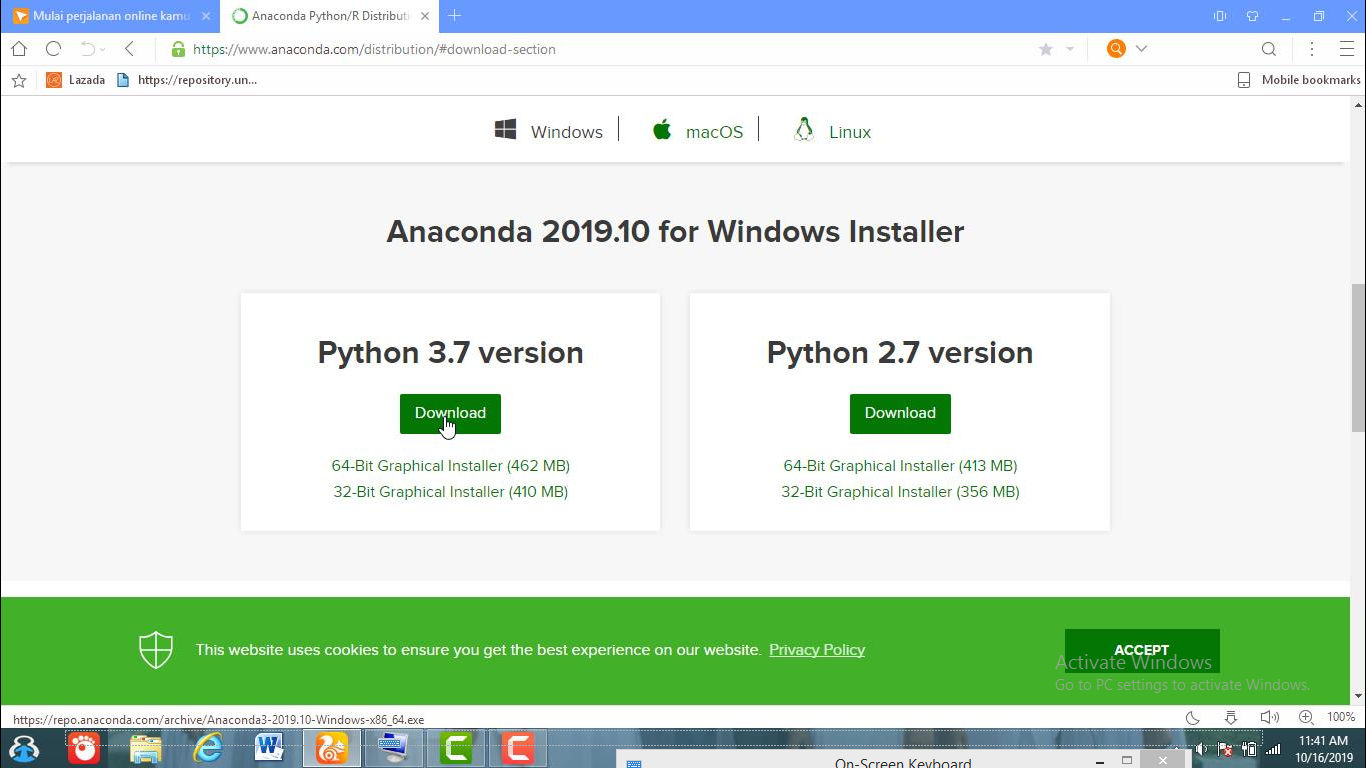 Mulai perjalanan online kamu
Anaconda Python/R Distributi
https://www.anaconda.com/distribution/#download-section
Lazada
https://repository.un...
Mobile bookmarks
Windows
macOS
Linux
Anaconda 2019.10 for Windows Installer
Python 3.7 version
Download
64-Bit Graphical Installer (462 MB)
32-Bit Graphical Installer (410 MB)
Python 2.7 version
Download
64-Bit Graphical Installer (413 MB)
32-Bit Graphical Installer (356 MB)
This website uses cookies to ensure you get the best experience on our website. Privacy Policy
ACCEPT
Activate Windows
Go to PC settings to activate Windows.
https://repo.anaconda.com/archive/Anaconda3-2019.10-Windows-x86_64.exe
100%
On-Screen Keyboard
11:41 AM
10/16/2019